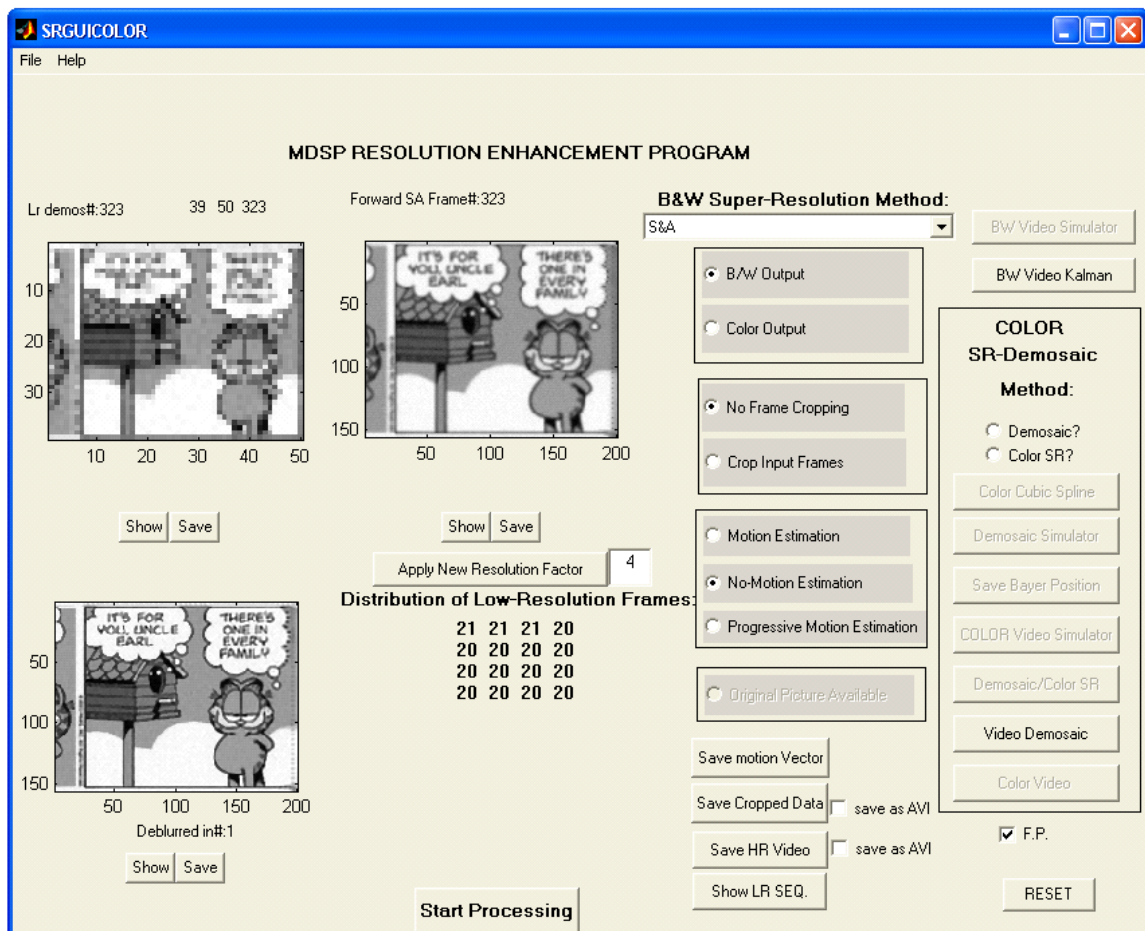 SRGUICOLOR
File Help
MDSP RESOLUTION ENHANCEMENT PROGRAM
Lr demos#:323 39 50 323
10
20
30
10 20 30 40 50
Show Save
Forward SA Frame#:323
IT'S FOR
YOU, UNCLE
EARL
THERE'S
ONE IN
EVERY
FAMILY
50
100
150
50 100 150 200
Show Save
Apply New Resolution Factor 4
Distribution of Low-Resolution Frames:
21 21 21 20
20 20 20 20
20 20 20 20
20 20 20 20
IT'S FOR
YOU, UNCLE
EARL
THERE'S
ONE IN
EVERY
FAMILY
50
100
150
50 100 150 200
Deblurred in#:1
Show Save
Start Processing
B&W Super-Resolution Method:
S&A
B/W Output
Color Output
No Frame Cropping
Crop Input Frames
Motion Estimation
No-Motion Estimation
Progressive Motion Estimation
Original Picture Available
Save motion Vector
Save Cropped Data save as AVI
Save HR Video save as AVI
Show LR SEQ.
BW Video Simulator
BW Video Kalman
COLOR
SR-Demosaic
Method:
Demosaic?
Color SR?
Color Cubic Spline
Demosaic Simulator
Save Bayer Position
COLOR Video Simulator
Demosaic/Color SR
Video Demosaic
Color Video
F.P.
RESET